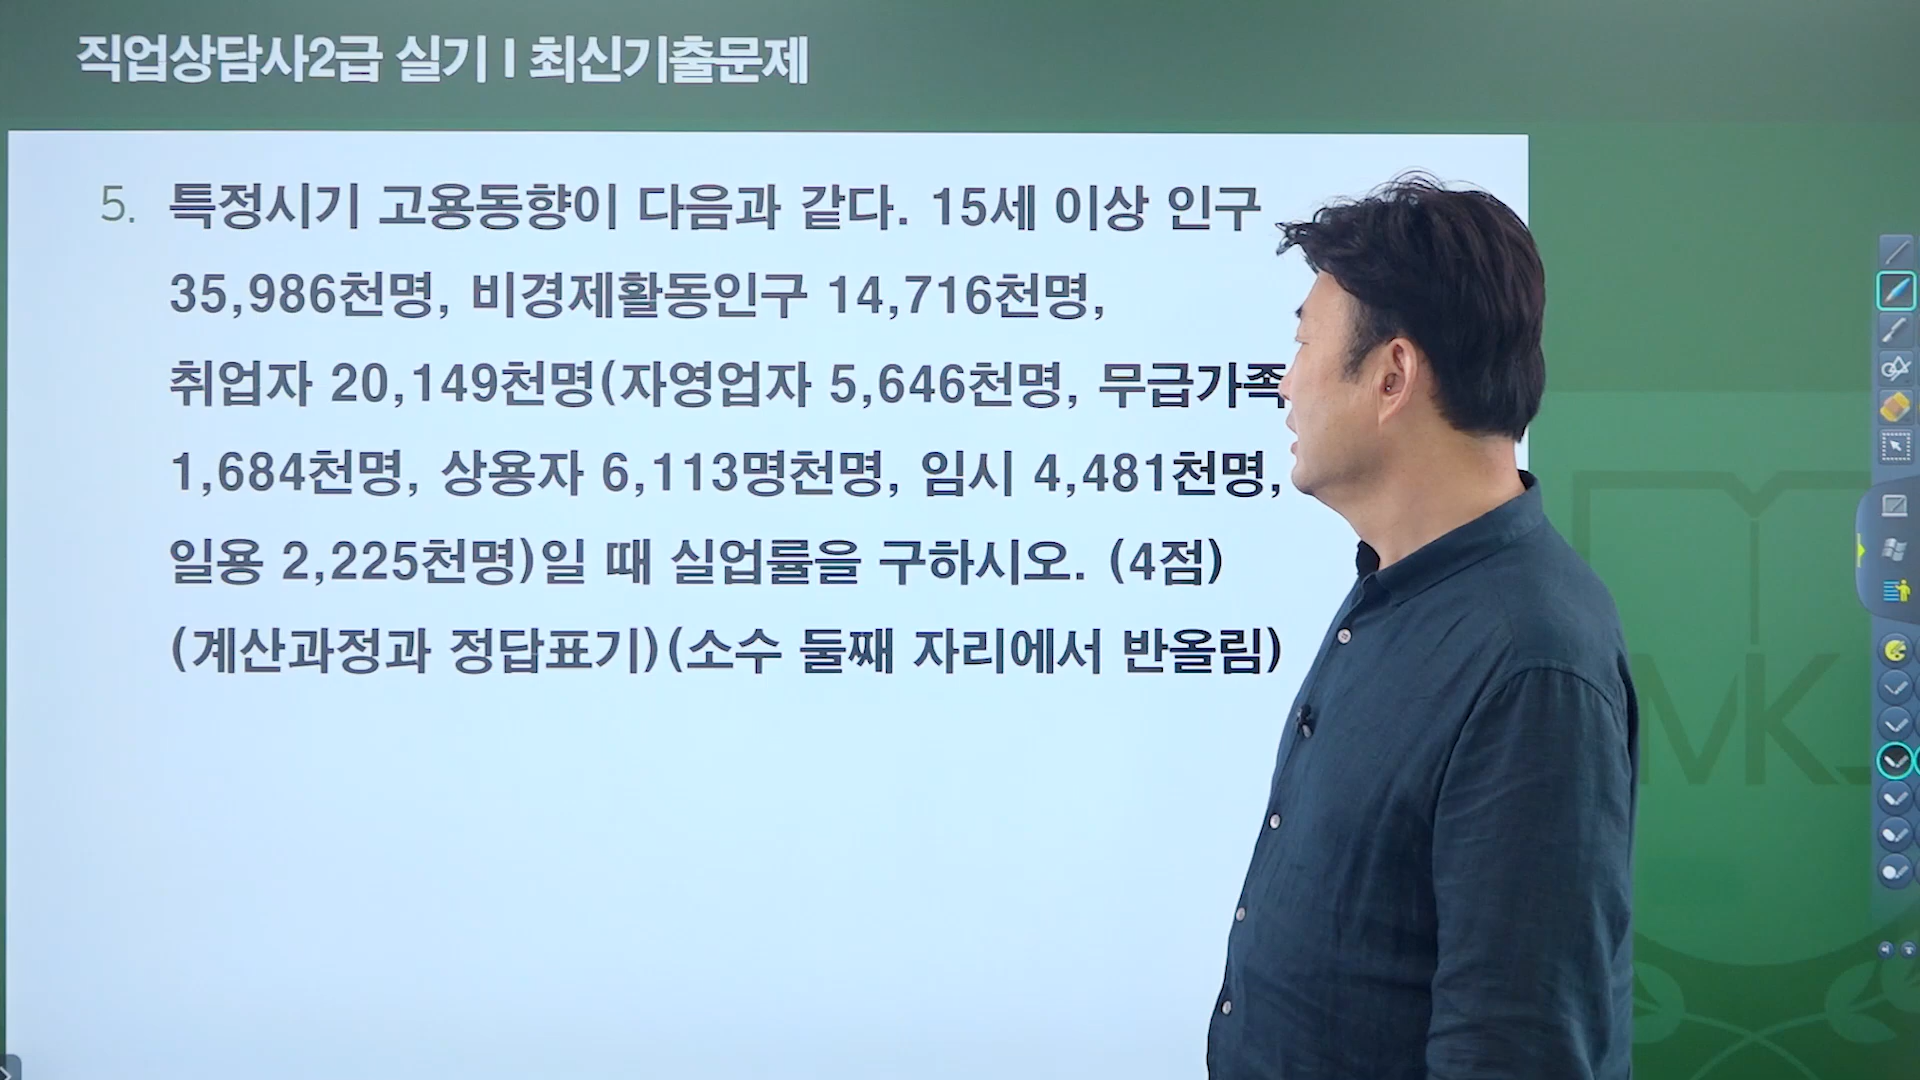 직업상담사2급 실기 I 최신기출문제
5. 특정시기 고용동향이 다음과 같다. 15세 이상 인구
35,986천명, 비경제활동인구 14,716천명,
취업자 20,149천명(자영업자 5,646천명, 무급가족
1,684천명, 상용자 6,113명천명, 임시 4,481천명,
일용 2,225천명)일 때 실업률을 구하시오. (4점)
(계산과정과 정답표기)(소수 둘째 자리에서 반올림)
MK